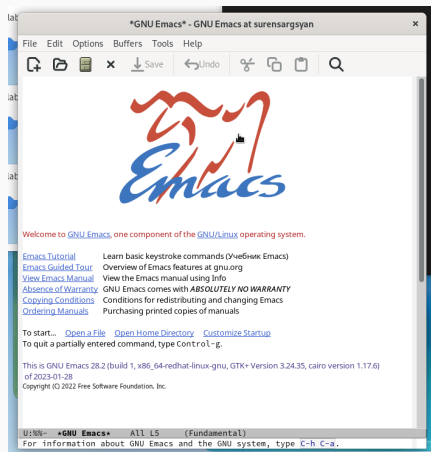 lab
*GNU Emacs* - GNU Emacs at surensargsyan ×
File Edit Options Buffers Tools Help
Save Undo
Emacs
Welcome to GNU Emacs, one component of the GNU/Linux operating system.
Emacs Tutorial Learn basic keystroke commands (Учебник Emacs)
Emacs Guided Tour Overview of Emacs features at gnu.org
View Emacs Manual View the Emacs manual using Info
Absence of Warranty GNU Emacs comes with ABSOLUTELY NO WARRANTY
Copying Conditions Conditions for redistributing and changing Emacs
Ordering Manuals Purchasing printed copies of manuals
To start... Open a File Open Home Directory Customize Startup
To quit a partially entered command, type Control-g.
This is GNU Emacs 28.2 (build 1, x86_64-redhat-linux-gnu, GTK+ Version 3.24.35, cairo version 1.17.6)
of 2023-01-28
Copyright (C) 2022 Free Software Foundation, Inc.
lab
lab
U:%%- *GNU Emacs* All L5 (Fundamental)
For information about GNU Emacs and the GNU system, type C-h C-a.